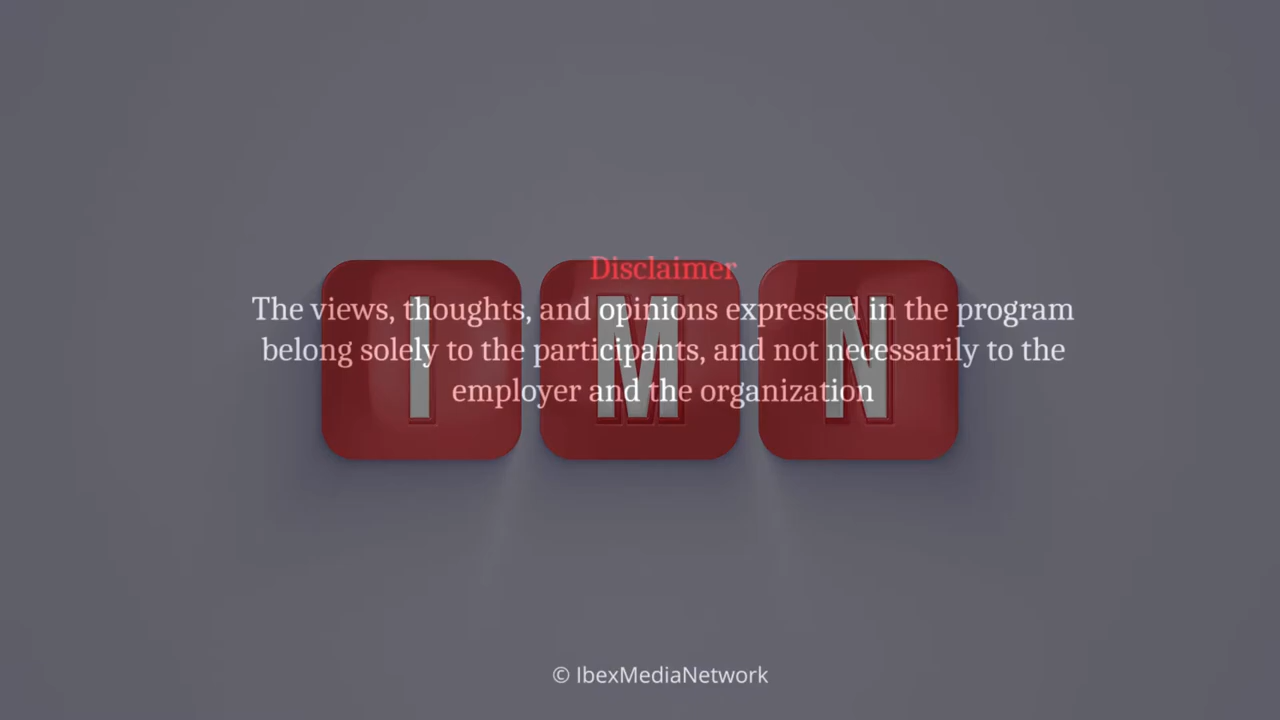 Disclaimer
The views, thoughts, and opinions expressed in the program
belong solely to the participants, and not necessarily to the
employer and the organization
I M N
© IbexMediaNetwork